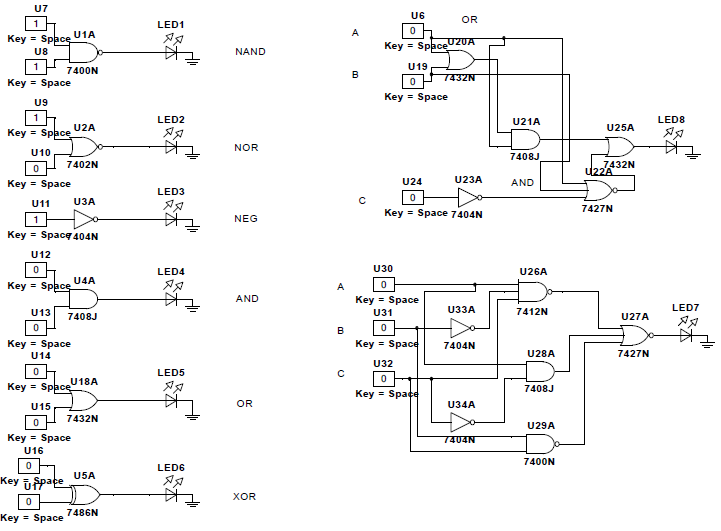 U7
1
Key = Space
U8
1
Key = Space
U1A
7400N
LED1
NAND
U9
1
Key = Space
U10
0
Key = Space
U2A
7402N
LED2
NOR
U11
1
Key = Space
U3A
7404N
LED3
NEG
U12
0
Key = Space
U13
0
Key = Space
U4A
7408J
LED4
AND
U14
0
Key = Space
U15
0
Key = Space
U18A
7432N
LED5
OR
U16
0
Key = Space
U17
0
Key = Space
U5A
7486N
LED6
XOR
OR
A
U6
0
Key = Space
B
U19
0
Key = Space
U20A
7432N
U21A
7408J
U25A
7432N
LED8
AND
U22A
7427N
C
U24
0
Key = Space
U23A
7404N
A
U30
0
Key = Space
B
U31
0
Key = Space
C
U32
0
Key = Space
U33A
7404N
U34A
7404N
U26A
7412N
U28A
7408J
U29A
7400N
U27A
7427N
LED7